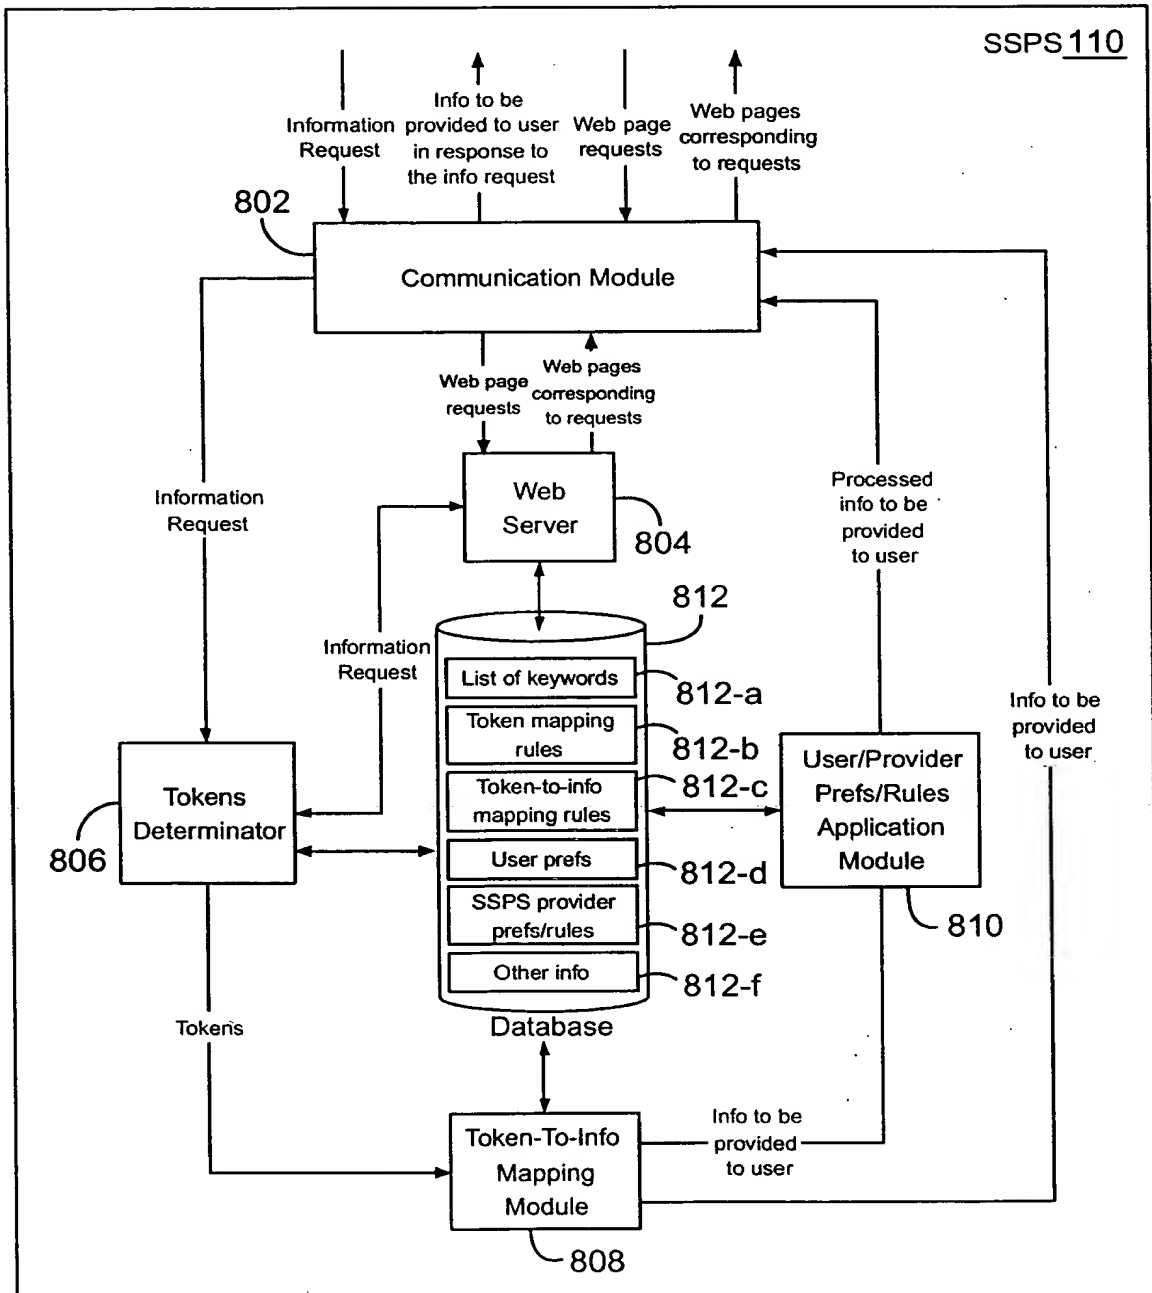 SSPS 110
Information
Request
Info to be
provided to user
in response to
the info request
Web page
requests
Web pages
corresponding
to requests
802
Communication Module
Web page
requests
Web pages
corresponding
to requests
Information
Request
Web
Server
804
Processed
info to be
provided
to user
Information
Request
812
List of keywords
812-a
Token mapping
rules
812-b
Token-to-info
mapping rules
812-c
User prefs
812-d
SSPS provider
prefs/rules
812-e
Other info
812-f
Database
Tokens
Determinator
806
User/Provider
Prefs/Rules
Application
Module
810
Info to be
provided
to user
Tokens
Token-To-Info
Mapping
Module
808
Info to be
provided
to user